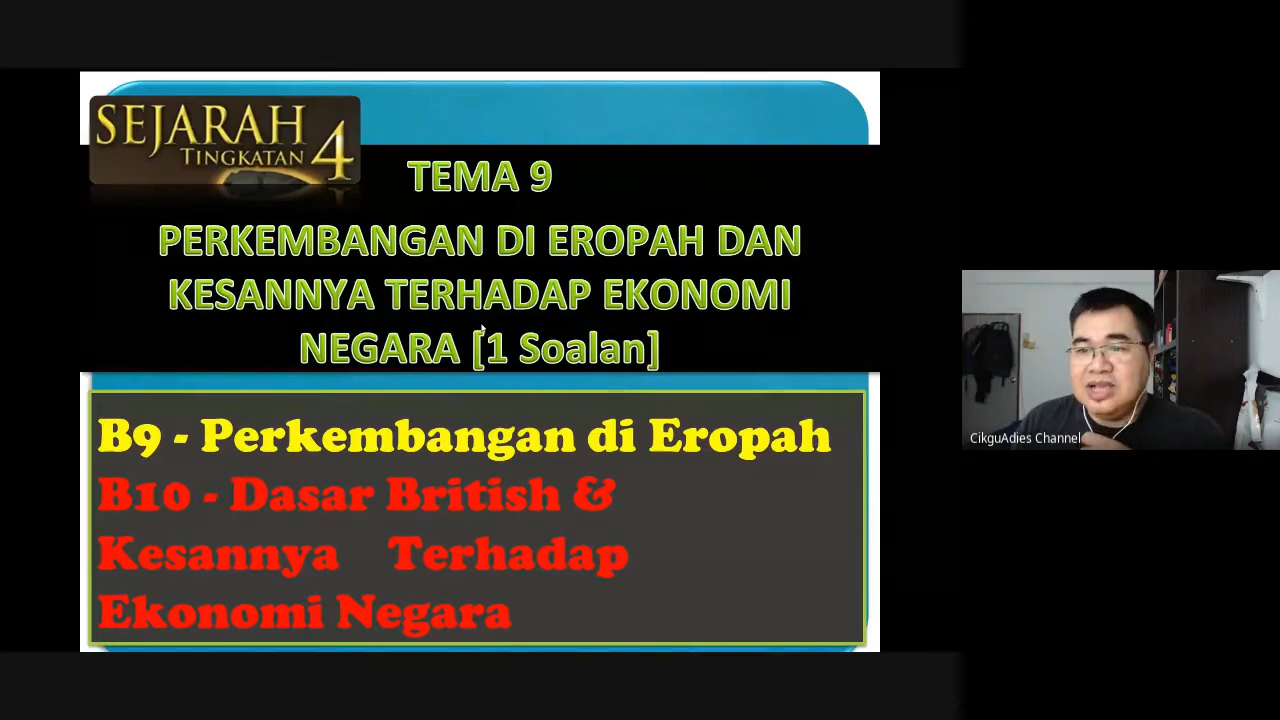 SEJARAH
TINGKATAN 4
TEMA 9
PERKEMBANGAN DI EROPAH DAN
KESANNYA TERHADAP EKONOMI
NEGARA [1 Soalan]
B9 - Perkembangan di Eropah
B10 - Dasar British &
Kesannya Terhadap
Ekonomi Negara
CikguAdies Channel